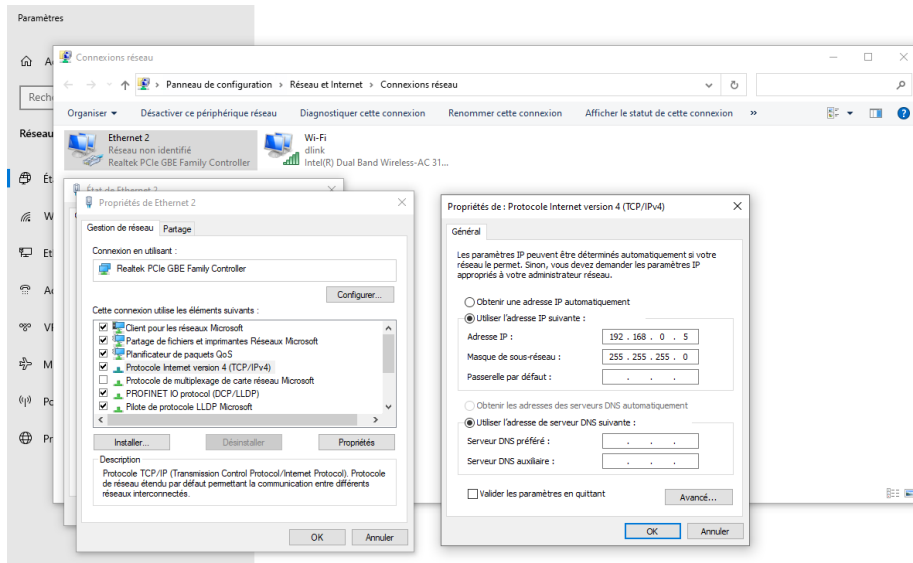 Paramètres
Connexions réseau
Panneau de configuration > Réseau et Internet > Connexions réseau
Organiser Désactiver ce périphérique réseau Diagnostiquer cette connexion Renommer cette connexion Afficher le statut de cette connexion »
Rech
Réseau
Ét
W
Et
Ac
VP
M
Pr
Ethernet 2
Réseau non identifié
Realtek PCIe GBE Family Controller
Wi-Fi
dlink
Intel(R) Dual Band Wireless-AC 31...
État de Ethernet 2
Propriétés de Ethernet 2
Gestion de réseau Partage
Connexion en utilisant :
Realtek PCIe GBE Family Controller
Configurer...
Cette connexion utilise les éléments suivants :
Client pour les réseaux Microsoft
Partage de fichiers et imprimantes Réseaux Microsoft
Planificateur de paquets QoS
Protocole Internet version 4 (TCP/IPv4)
Protocole de multiplexage de carte réseau Microsoft
PROFINET IO protocol (DCP/LLDP)
Pilote de protocole LLDP Microsoft
Installer... Désinstaller Propriétés
Description
Protocole TCP/IP (Transmission Control Protocol/Internet Protocol). Protocole
de réseau étendu par défaut permettant la communication entre différents
réseaux interconnectés.
OK Annuler
Propriétés de : Protocole Internet version 4 (TCP/IPv4)
Général
Les paramètres IP peuvent être déterminés automatiquement si votre
réseau le permet. Sinon, vous devez demander les paramètres IP
appropriés à votre administrateur réseau.
Obtenir une adresse IP automatiquement
Utiliser l'adresse IP suivante :
Adresse IP : 192 . 168 . 0 . 5
Masque de sous-réseau : 255 . 255 . 255 . 0
Passerelle par défaut : . . .
Obtenir les adresses des serveurs DNS automatiquement
Utiliser l'adresse de serveur DNS suivante :
Serveur DNS préféré : . . .
Serveur DNS auxiliaire : . . .
Valider les paramètres en quittant
Avancé...
OK Annuler